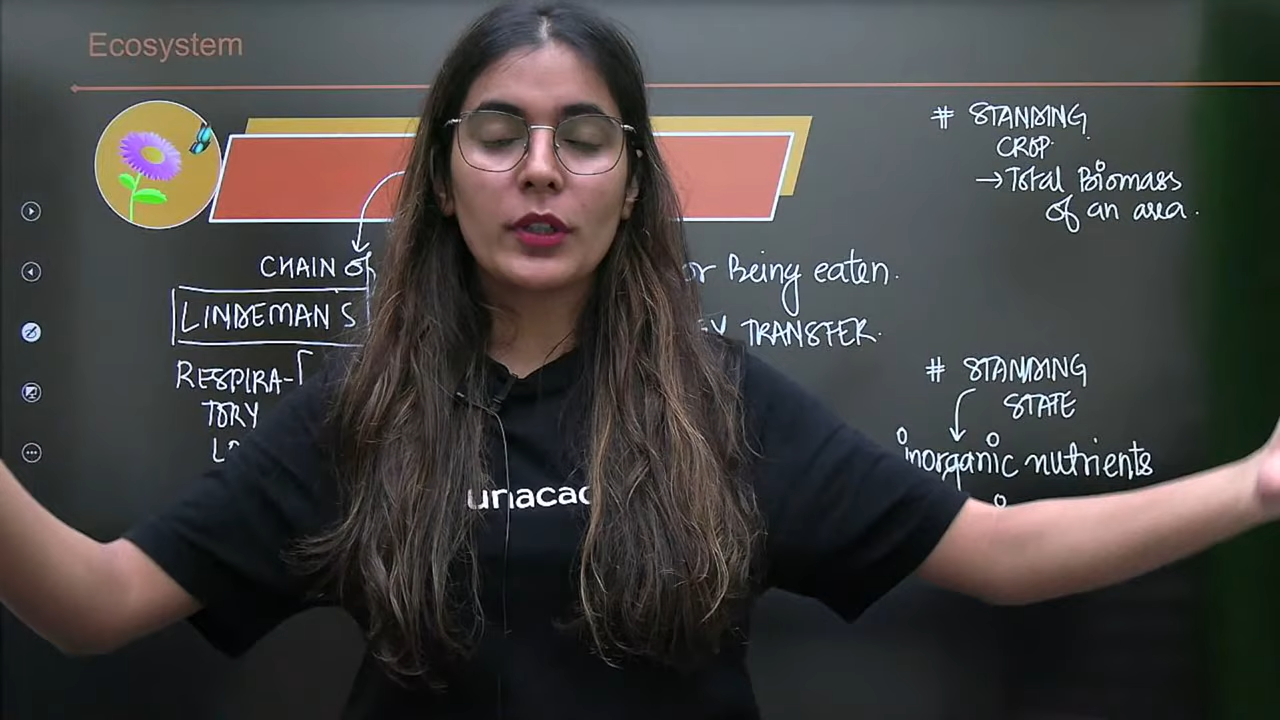 Ecosystem
# STANDING
CROP
→ Total Biomass
of an area.
CHAIN of
or Being eaten.
LINDEMAN'S
TRANSFER.
RESPIRA-
TORY
# STANDING
STATE
inorganic nutrients
unacad